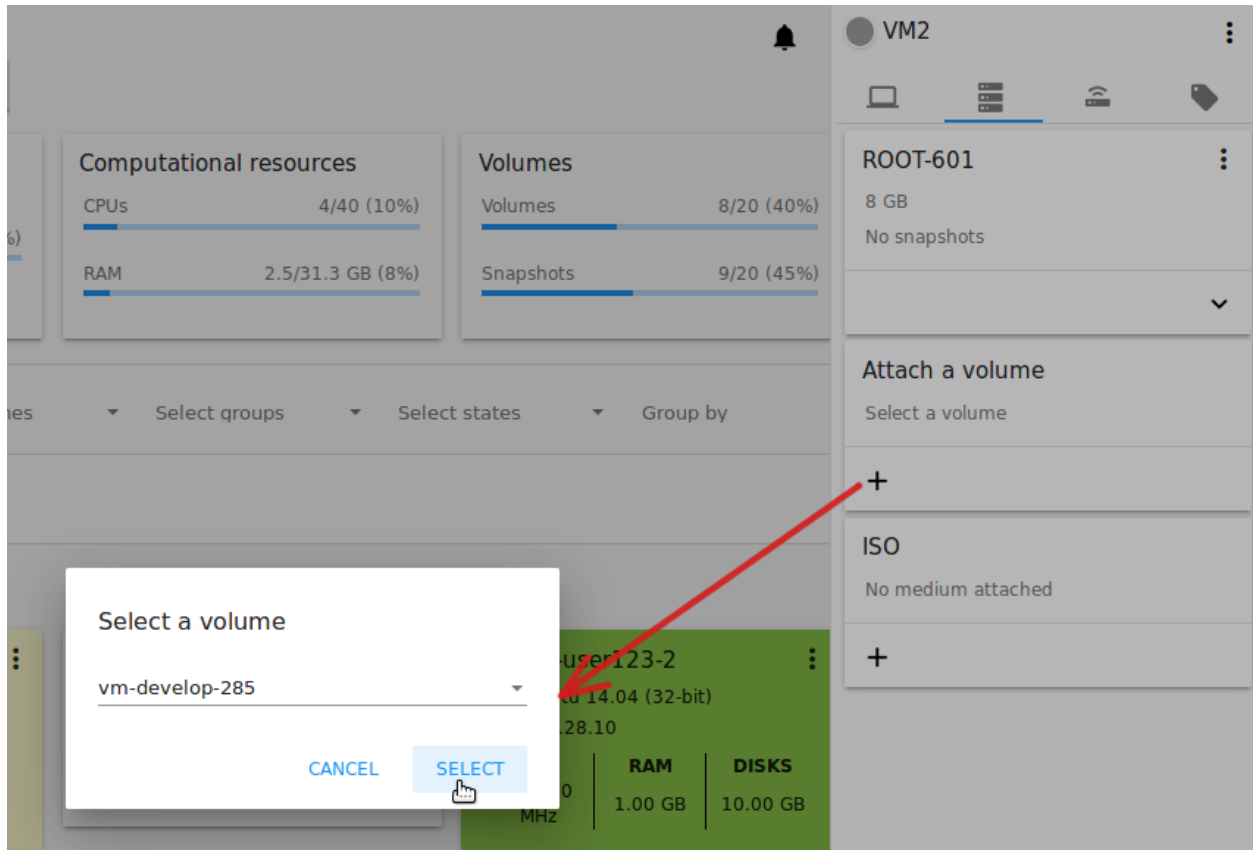 VM2
Computational resources
CPUs 4/40 (10%)
RAM 2.5/31.3 GB (8%)
Volumes
Volumes 8/20 (40%)
Snapshots 9/20 (45%)
ROOT-601
8 GB
No snapshots
Attach a volume
Select a volume
+
ISO
No medium attached
+
Select groups
Select states
Group by
Select a volume
vm-develop-285
CANCEL
SELECT
-user123-2
14.04 (32-bit)
.28.10
MHz
RAM
1.00 GB
DISKS
10.00 GB